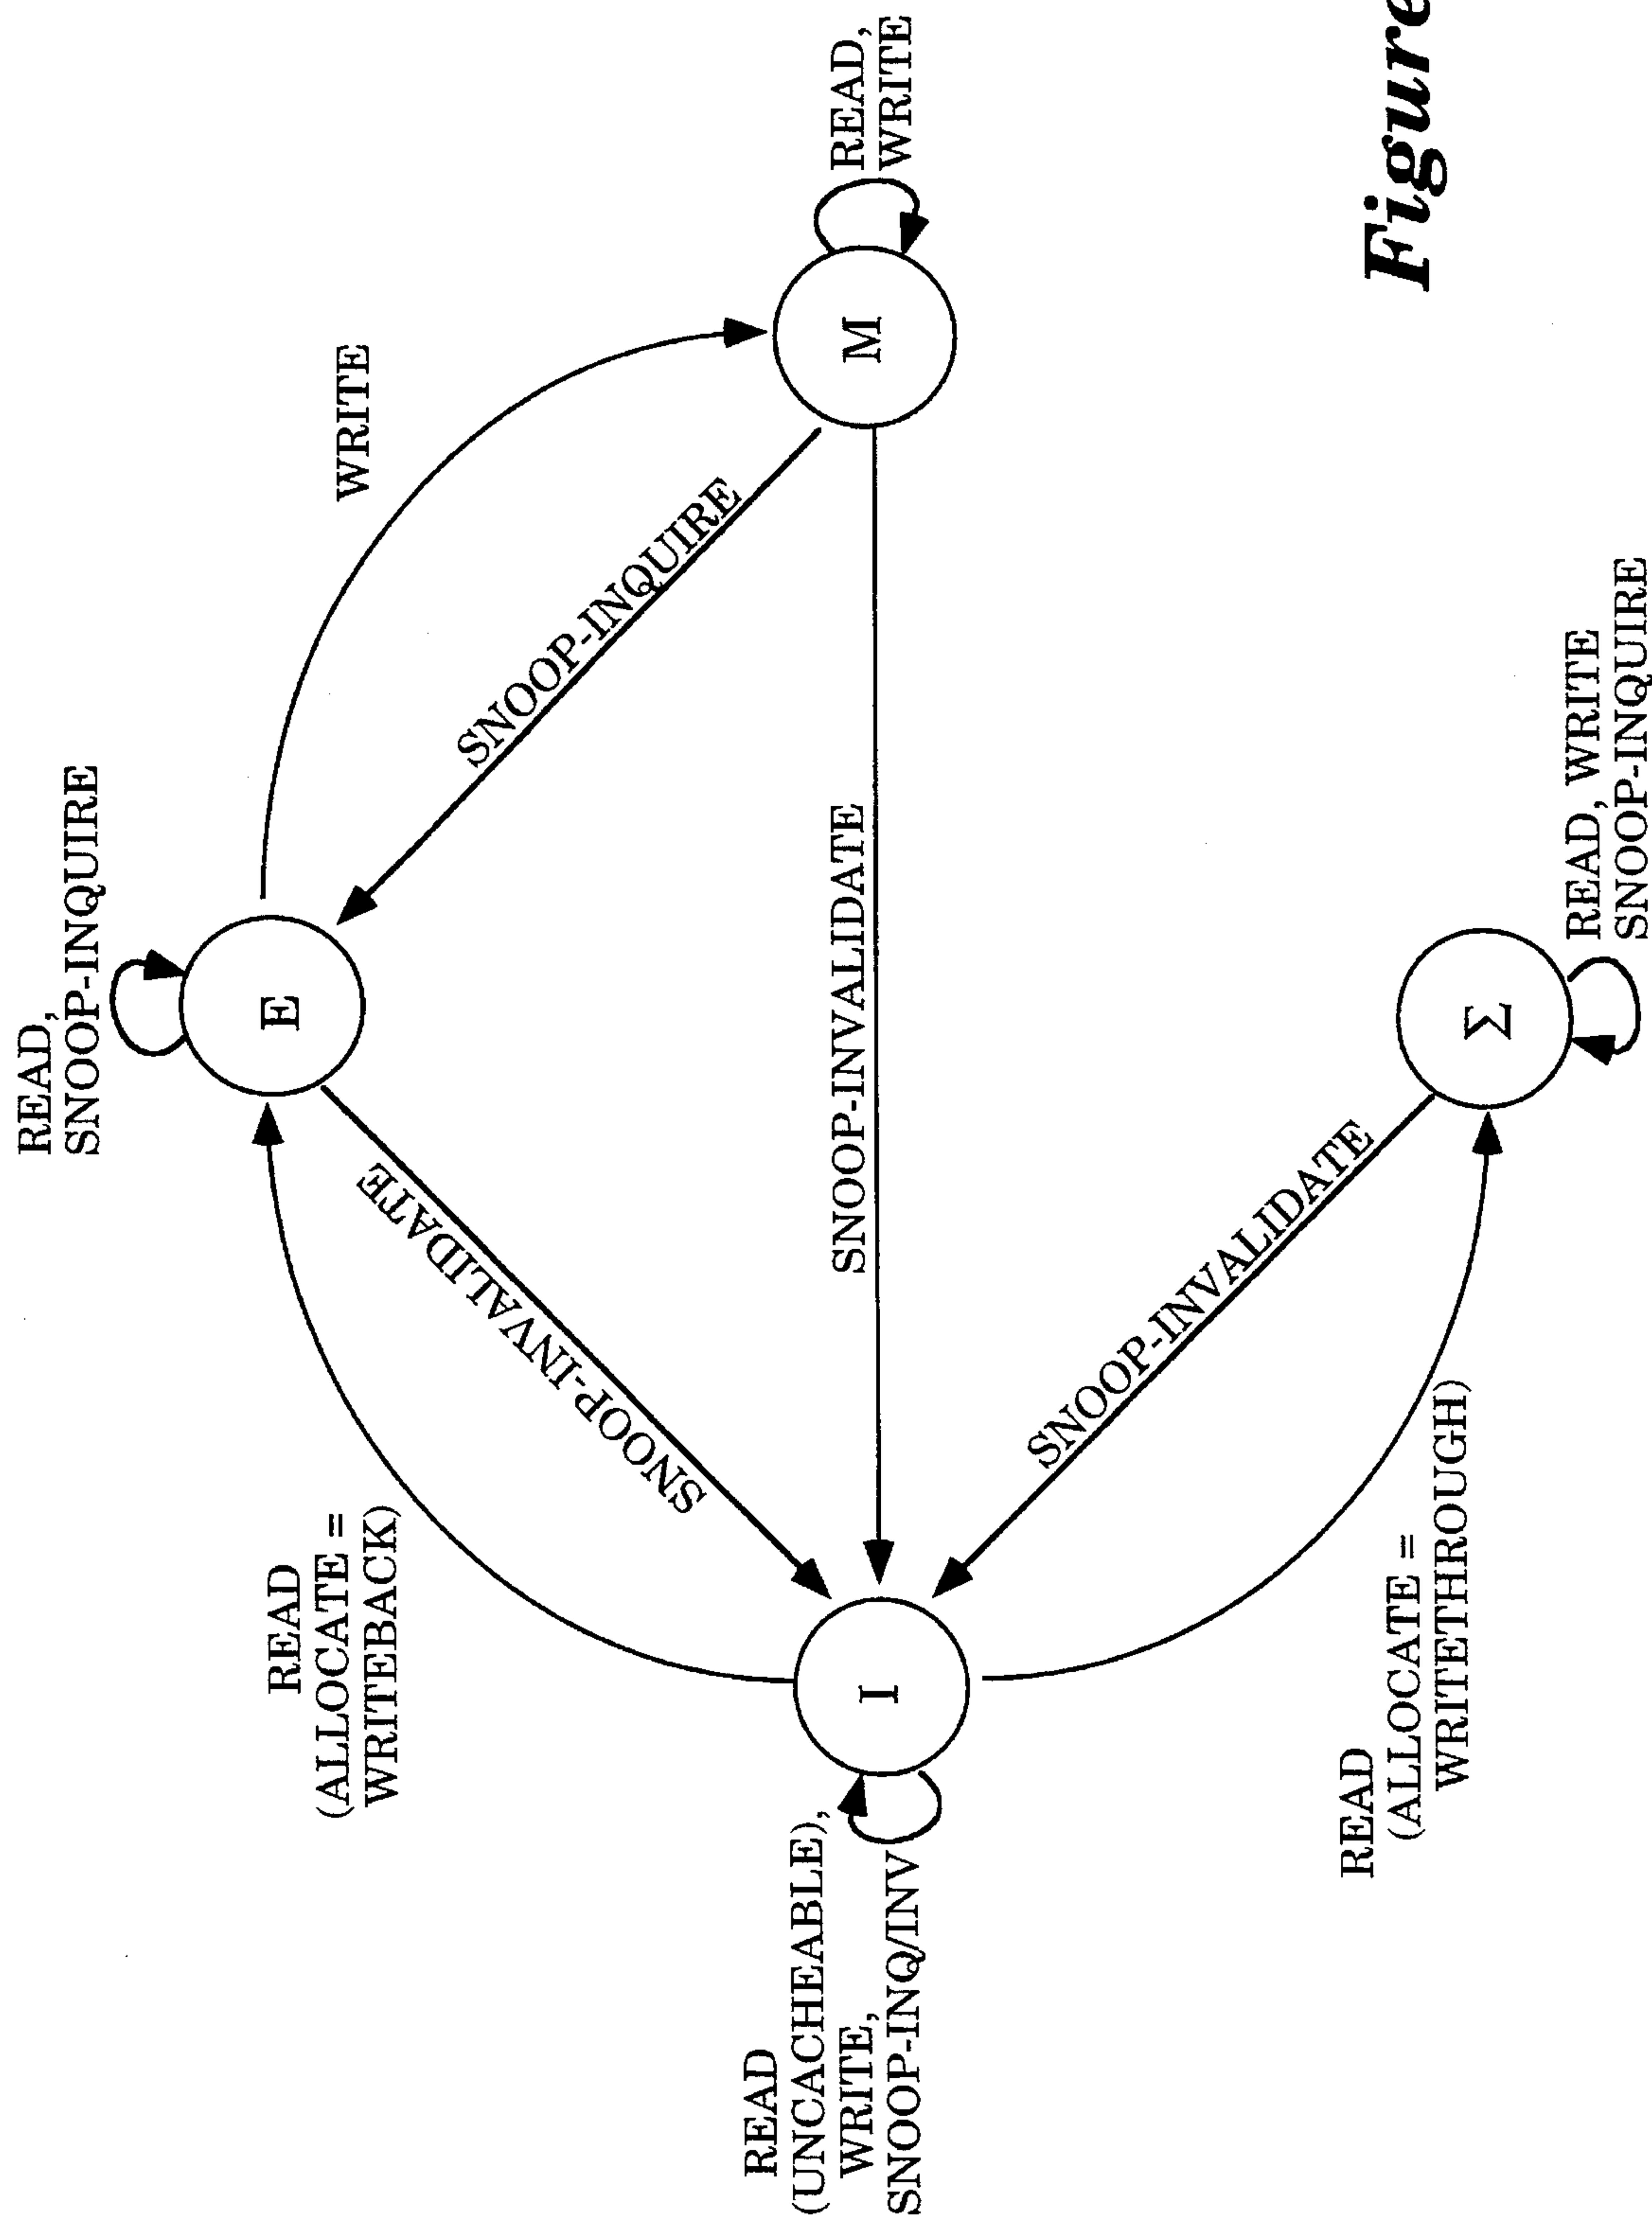 READ,
SNOOP-INQUIRE
E
READ
(ALLOCATE =
WRITEBACK)
WRITE
SNOOP-INVALIDATE
SNOOP-INQUIRE
READ
(UNCACHEABLE),
WRITE,
SNOOP-INQ/INV
I
SNOOP-INVALIDATE
M
READ,
WRITE
SNOOP-INVALIDATE
READ
(ALLOCATE =
WRITETHROUGH)
Σ
READ, WRITE
SNOOP-INQUIRE
Figure